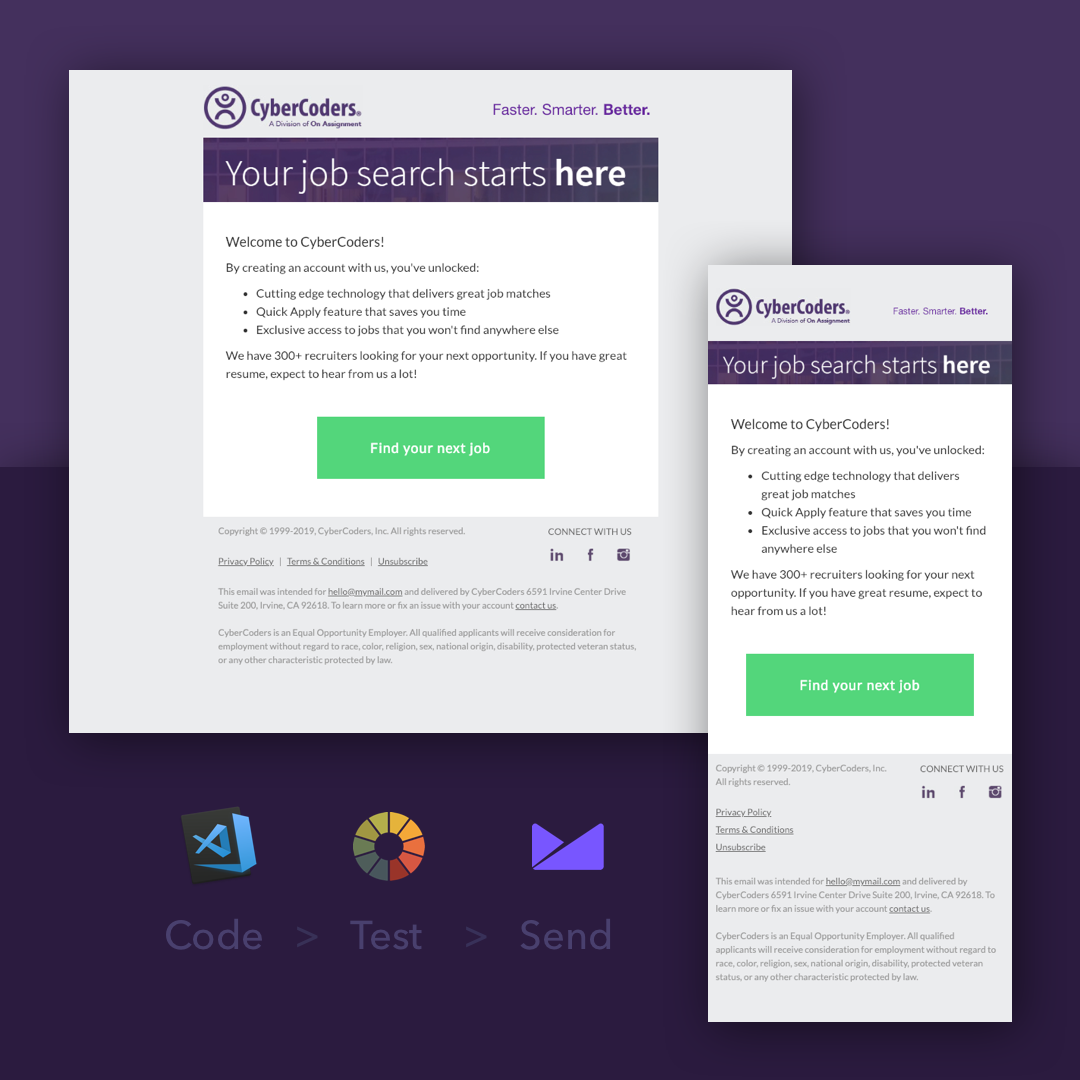 CyberCoders®
A Division of On Assignment
Faster. Smarter. Better.
Your job search starts here
Welcome to CyberCoders!
By creating an account with us, you've unlocked:
• Cutting edge technology that delivers great job matches
• Quick Apply feature that saves you time
• Exclusive access to jobs that you won't find anywhere else
We have 300+ recruiters looking for your next opportunity. If you have great
resume, expect to hear from us a lot!
Find your next job
Copyright © 1999-2019, CyberCoders, Inc. All rights reserved.
CONNECT WITH US
Privacy Policy | Terms & Conditions | Unsubscribe
This email was intended for hello@mymail.com and delivered by CyberCoders 6591 Irvine Center Drive
Suite 200, Irvine, CA 92618. To learn more or fix an issue with your account contact us.
CyberCoders is an Equal Opportunity Employer. All qualified applicants will receive consideration for
employment without regard to race, color, religion, sex, national origin, disability, protected veteran status,
or any other characteristic protected by law.
CyberCoders®
A Division of On Assignment
Faster. Smarter. Better.
Your job search starts here
Welcome to CyberCoders!
By creating an account with us, you've unlocked:
• Cutting edge technology that delivers
great job matches
• Quick Apply feature that saves you time
• Exclusive access to jobs that you won't find
anywhere else
We have 300+ recruiters looking for your next
opportunity. If you have great resume, expect to
hear from us a lot!
Find your next job
Copyright © 1999-2019, CyberCoders, Inc.
All rights reserved.
CONNECT WITH US
Privacy Policy
Terms & Conditions
Unsubscribe
This email was intended for hello@mymail.com and delivered by
CyberCoders 6591 Irvine Center Drive Suite 200, Irvine, CA 92618. To
learn more or fix an issue with your account contact us.
CyberCoders is an Equal Opportunity Employer. All qualified
applicants will receive consideration for employment without regard to
race, color, religion, sex, national origin, disability, protected veteran
status, or any other characteristic protected by law.
Code > Test > Send